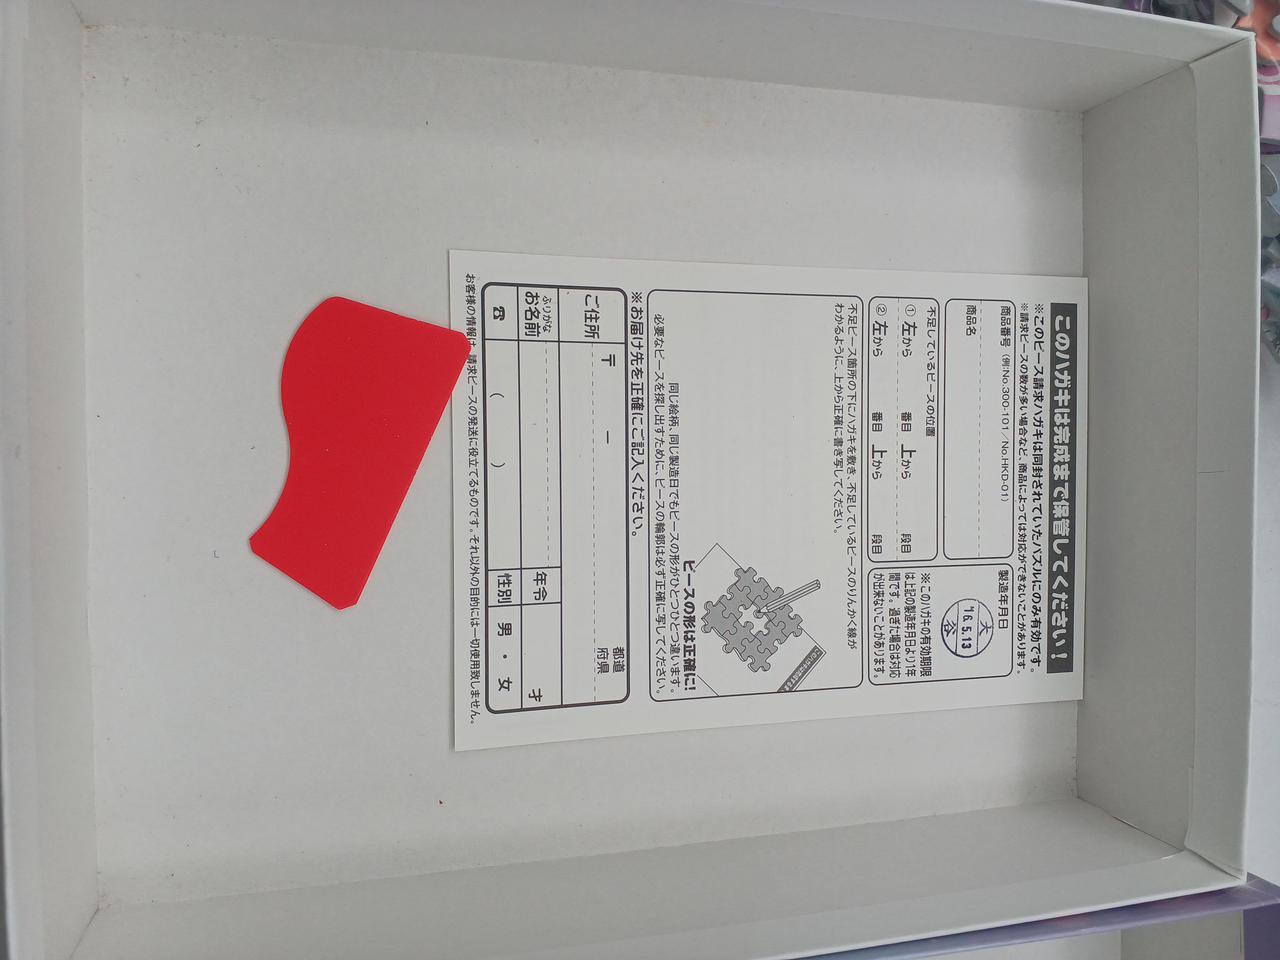 このハガキは完成まで保管してください！
※このピース請求ハガキは同封されていたパズルにのみ有効です。
※請求ピースの数が多い場合など、商品によっては対応ができないことがあります。
商品番号（例:No.300-101／No.HKD-01）
商品名
製造年月日
大谷
'16.5.13
不足しているピースの位置
① 左から 番目 上から 段目
② 左から 番目 上から 段目
※このハガキの有効期限
は上記の製造年月日より1年
間です。過ぎた場合は対応
が出来ないことがあります。
不足ピース箇所の下にハガキを敷き、不足しているピースのりんかく線が
わかるように、上から正確に書き写してください。
ピースの形は正確に!
同じ絵柄、同じ製造日でもピースの形がひとつひとつ違います。
必要なピースを探し出すために、ピースの輪郭は必ず正確に写してください。
※お届け先を正確にご記入ください。
ご住所 〒 － 都道 府県
ふりがな
お名前
年令 才
☎ （ ） 性別 男・女
お客様の情報は、請求ピースの発送に役立てるものです。それ以外の目的には一切使用致しません。